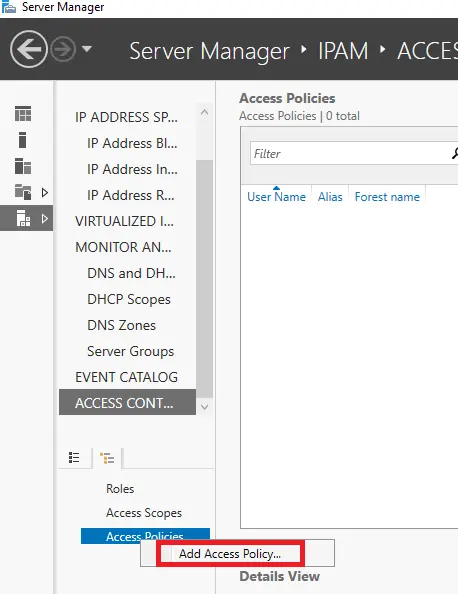 Server Manager
Server Manager ‣ IPAM ‣ ACCES
IP ADDRESS SP...
IP Address Bl...
IP Address In...
IP Address R...
VIRTUALIZED I...
MONITOR AN...
DNS and DH...
DHCP Scopes
DNS Zones
Server Groups
EVENT CATALOG
ACCESS CONT...
Roles
Access Scopes
Access Policies
Add Access Policy...
Access Policies
Access Policies | 0 total
Filter
User Name Alias Forest name
Details View